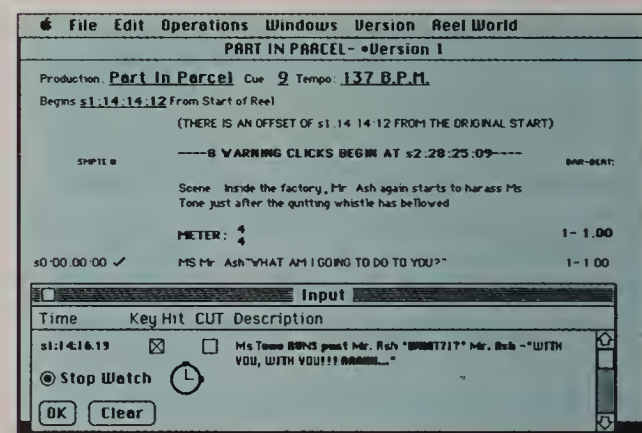 File Edit Operations Windows Version Reel World
PART IN PARCEL- •Version 1
Production: Part In Parcel Cue 9 Tempo: 137 B.P.M.
Begins s1:14:14:12 From Start of Reel
(THERE IS AN OFFSET OF s1.14 14:12 FROM THE ORIGINAL START)
SMPTE # ----8 WARNING CLICKS BEGIN AT s2:28:25:09---- BAR-BEAT:
Scene Inside the factory, Mr Ash again starts to harass Ms
Tone just after the quitting whistle has bellowed
METER: 4 4 1- 1.00
s0:00.00:00 ✓ MS Mr Ash "WHAT AM I GOING TO DO TO YOU?" 1- 1 00
Input
Time Key Hit CUT Description
s1:14:16.19 Ms Tone RUNS past Mr. Ash "WHAT?!?" Mr. Ash -"WITH
YOU, WITH YOU!!!
Stop Watch
OK Clear